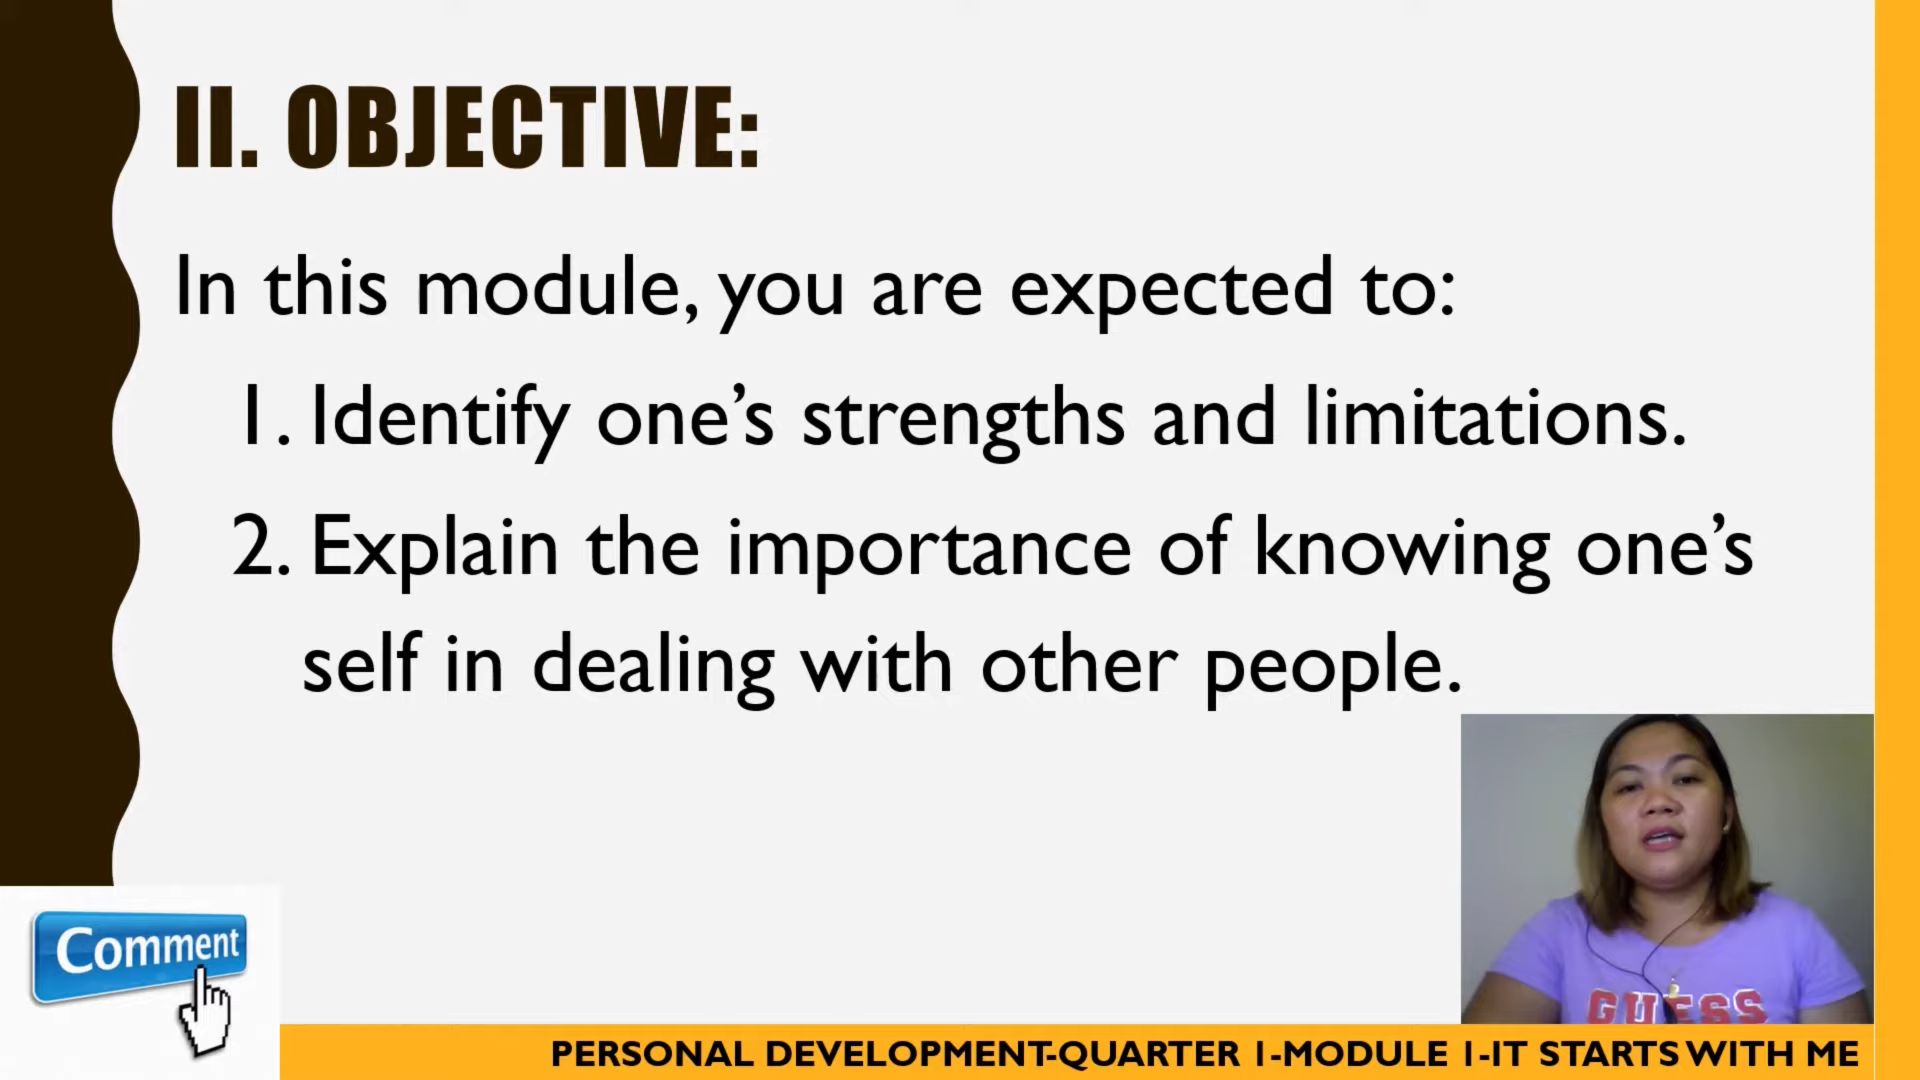 II. OBJECTIVE:
In this module, you are expected to:
1. Identify one’s strengths and limitations.
2. Explain the importance of knowing one’s
self in dealing with other people.
Comment
GUESS
PERSONAL DEVELOPMENT-QUARTER 1-MODULE 1-IT STARTS WITH ME